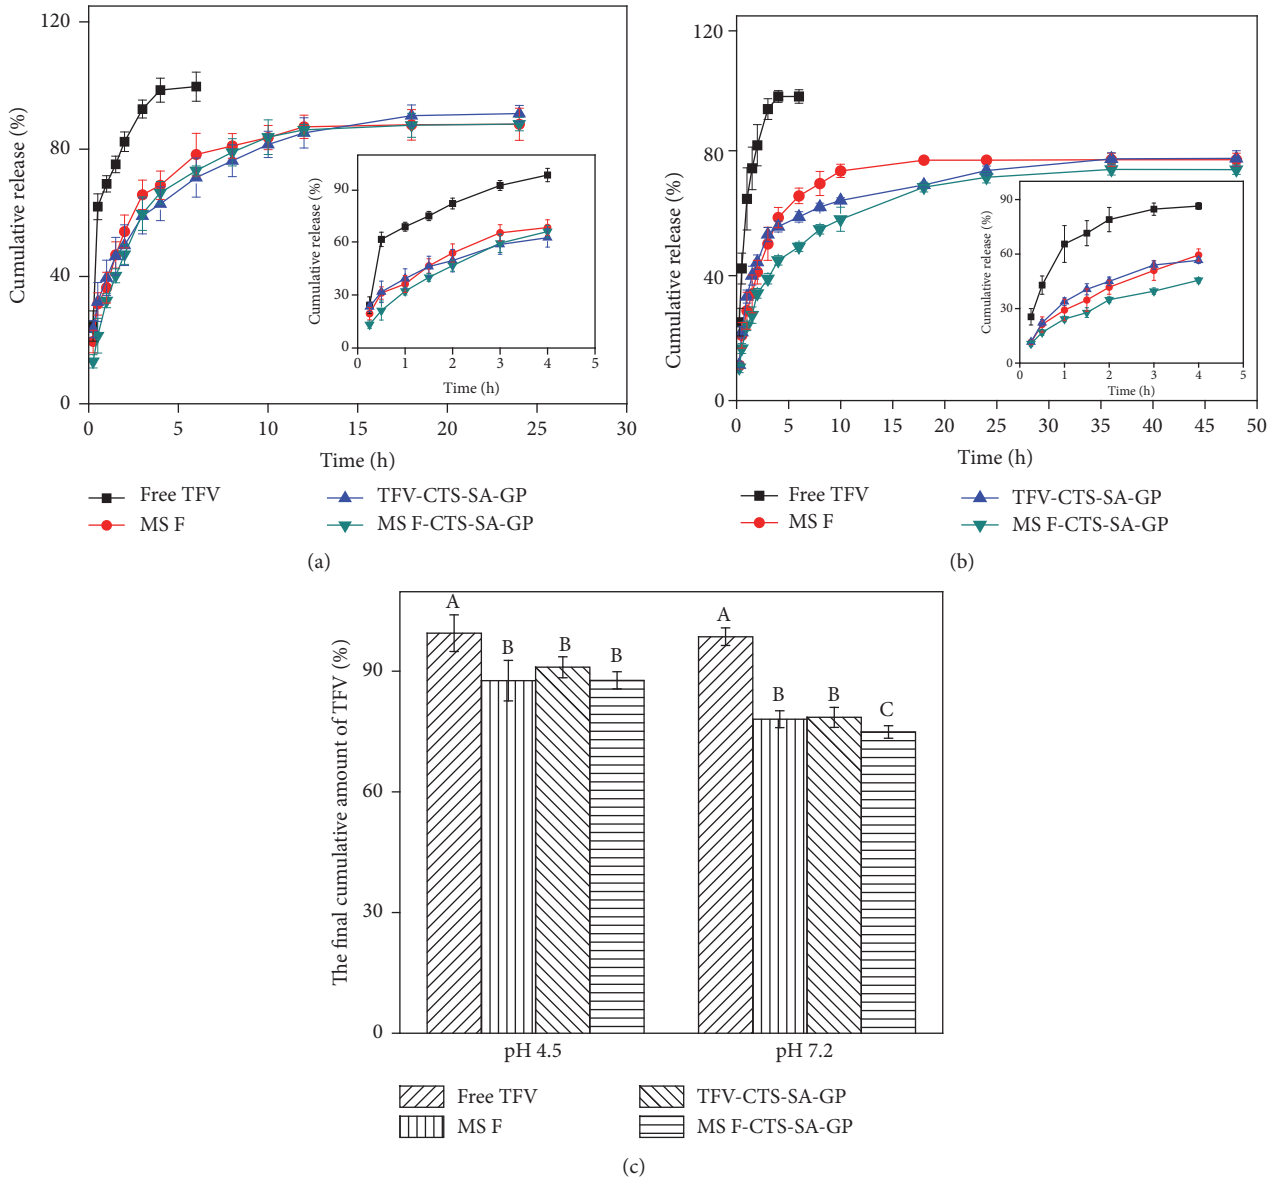 120
80
40
0
Cumulative release (%)
0 5 10 15 20 25 30
Time (h)
90
60
30
0
Cumulative release (%)
0 1 2 3 4 5
Time (h)
Free TFV
MS F
TFV-CTS-SA-GP
MS F-CTS-SA-GP
(a)
120
80
40
0
Cumulative release (%)
0 5 10 15 20 25 30 35 40 45 50
Time (h)
90
60
30
0
Cumulative release (%)
0 1 2 3 4 5
Time (h)
Free TFV
MS F
TFV-CTS-SA-GP
MS F-CTS-SA-GP
(b)
The final cumulative amount of TFV (%)
90
60
30
0
A B B B
A B B C
pH 4.5 pH 7.2
Free TFV
MS F
TFV-CTS-SA-GP
MS F-CTS-SA-GP
(c)